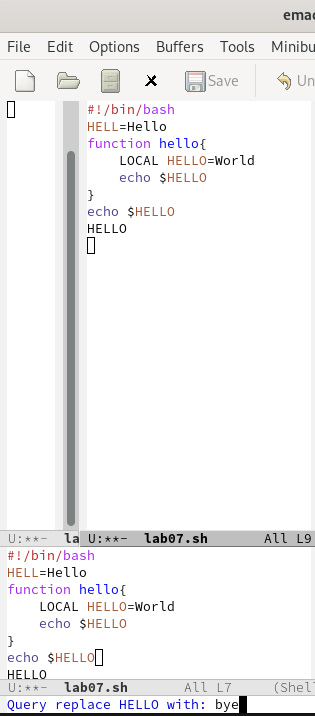 emac
File Edit Options Buffers Tools Minibu
Save Un
#!/bin/bash
HELL=Hello
function hello{
    LOCAL HELLO=World
    echo $HELLO
}
echo $HELLO
HELLO
U:**- la
U:**- lab07.sh All L9
#!/bin/bash
HELL=Hello
function hello{
    LOCAL HELLO=World
    echo $HELLO
}
echo $HELLO
HELLO
U:**- lab07.sh All L7 (Shell
Query replace HELLO with: bye